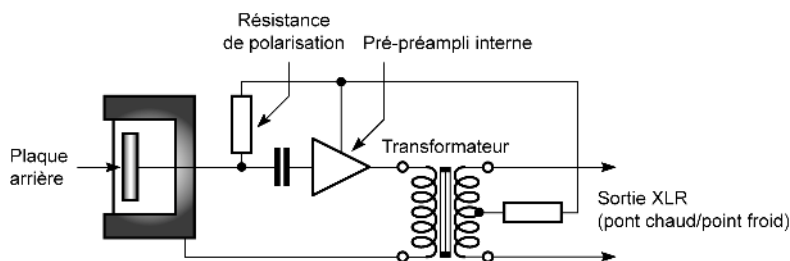 Résistance
de polarisation
Pré-préampli interne
Transformateur
Plaque
arrière
Sortie XLR
(pont chaud/point froid)